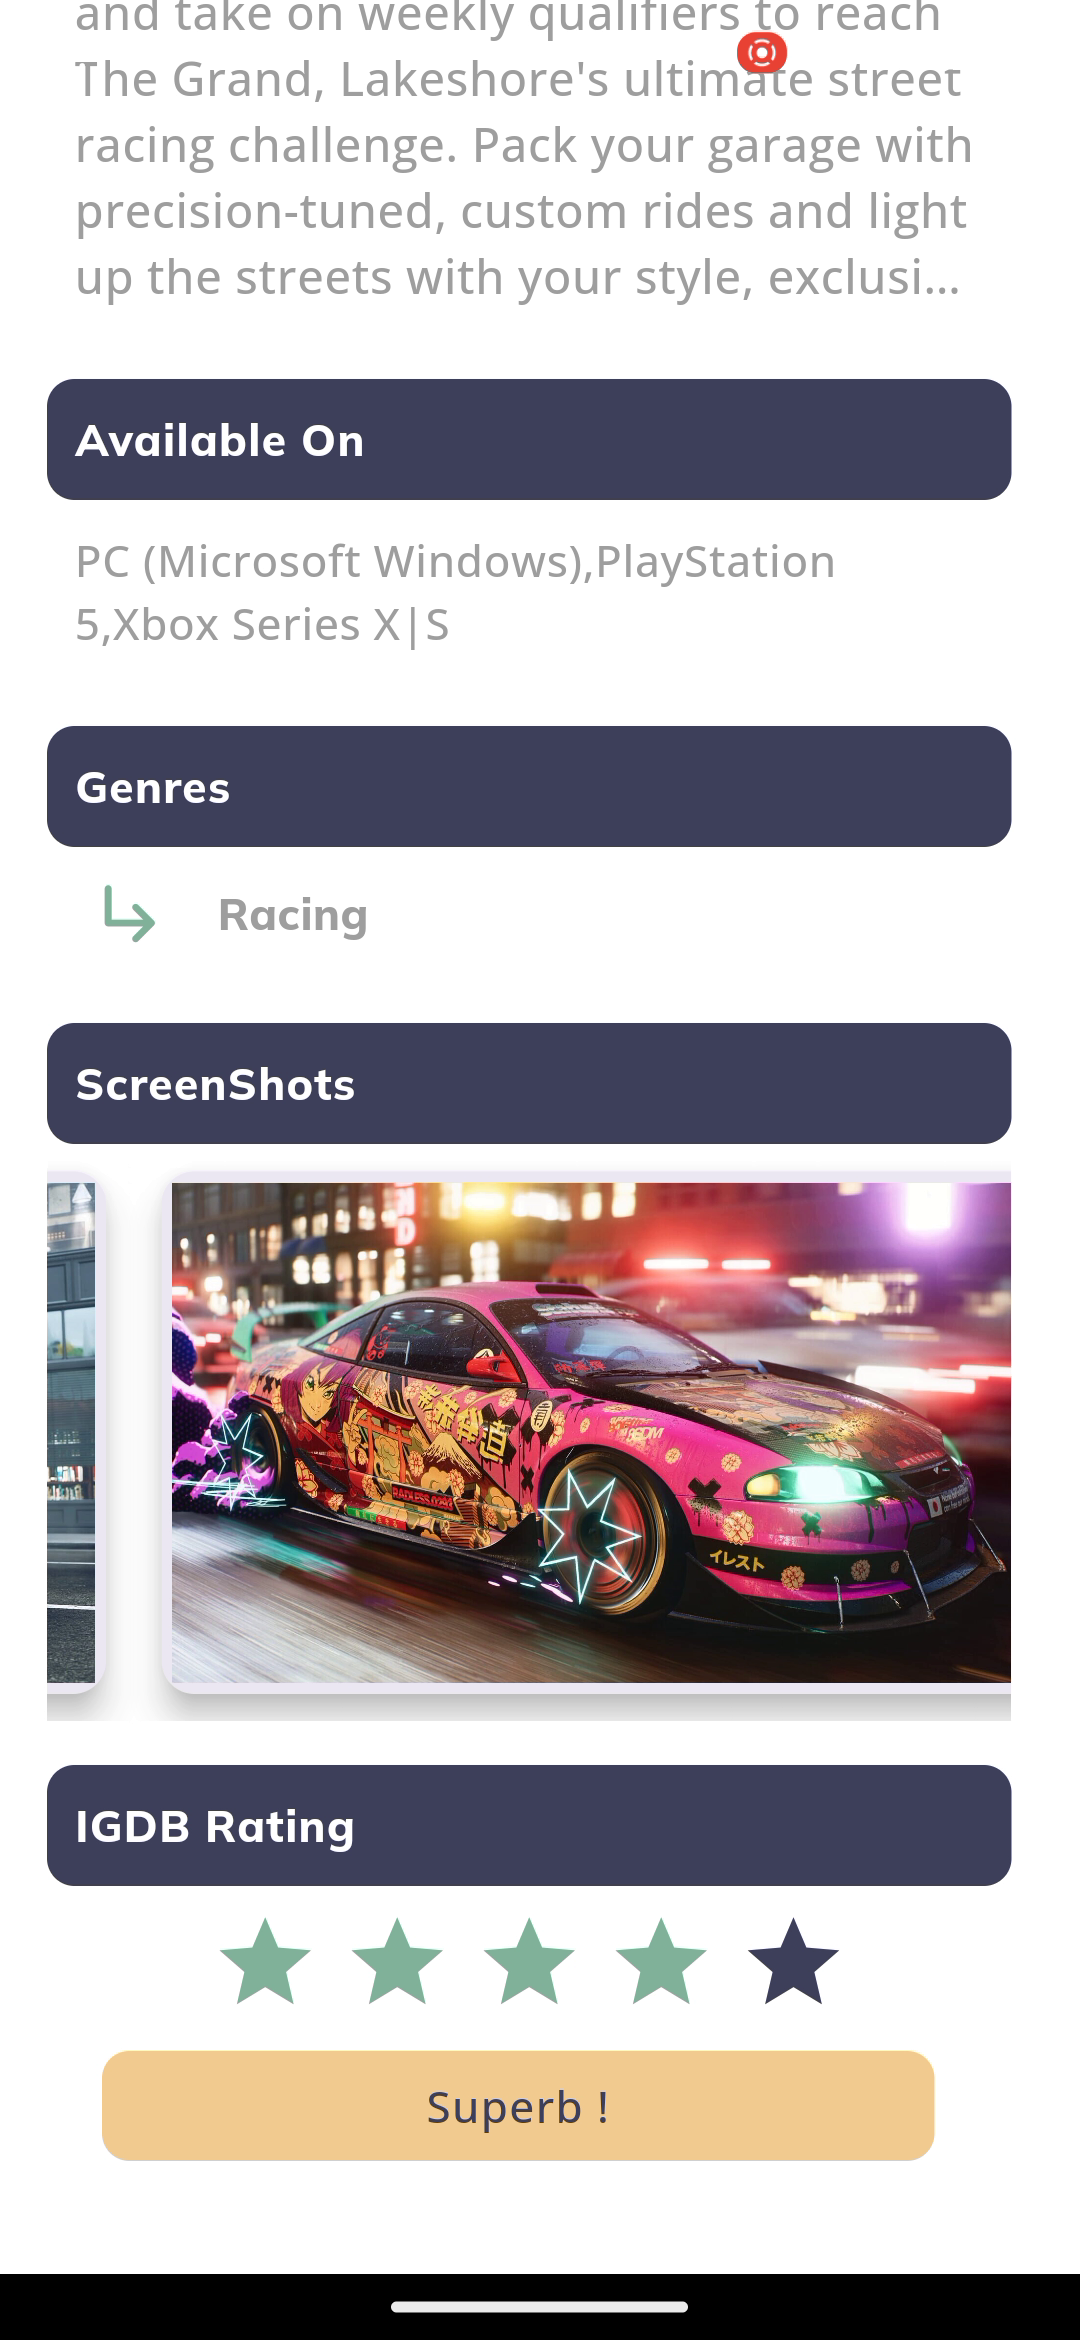 and take on weekly qualifiers to reach
The Grand, Lakeshore's ultimate street
racing challenge. Pack your garage with
precision-tuned, custom rides and light
up the streets with your style, exclusi...
Available On
PC (Microsoft Windows),PlayStation
5,Xbox Series X|S
Genres
Racing
ScreenShots
イレスト
IGDB Rating
Superb !